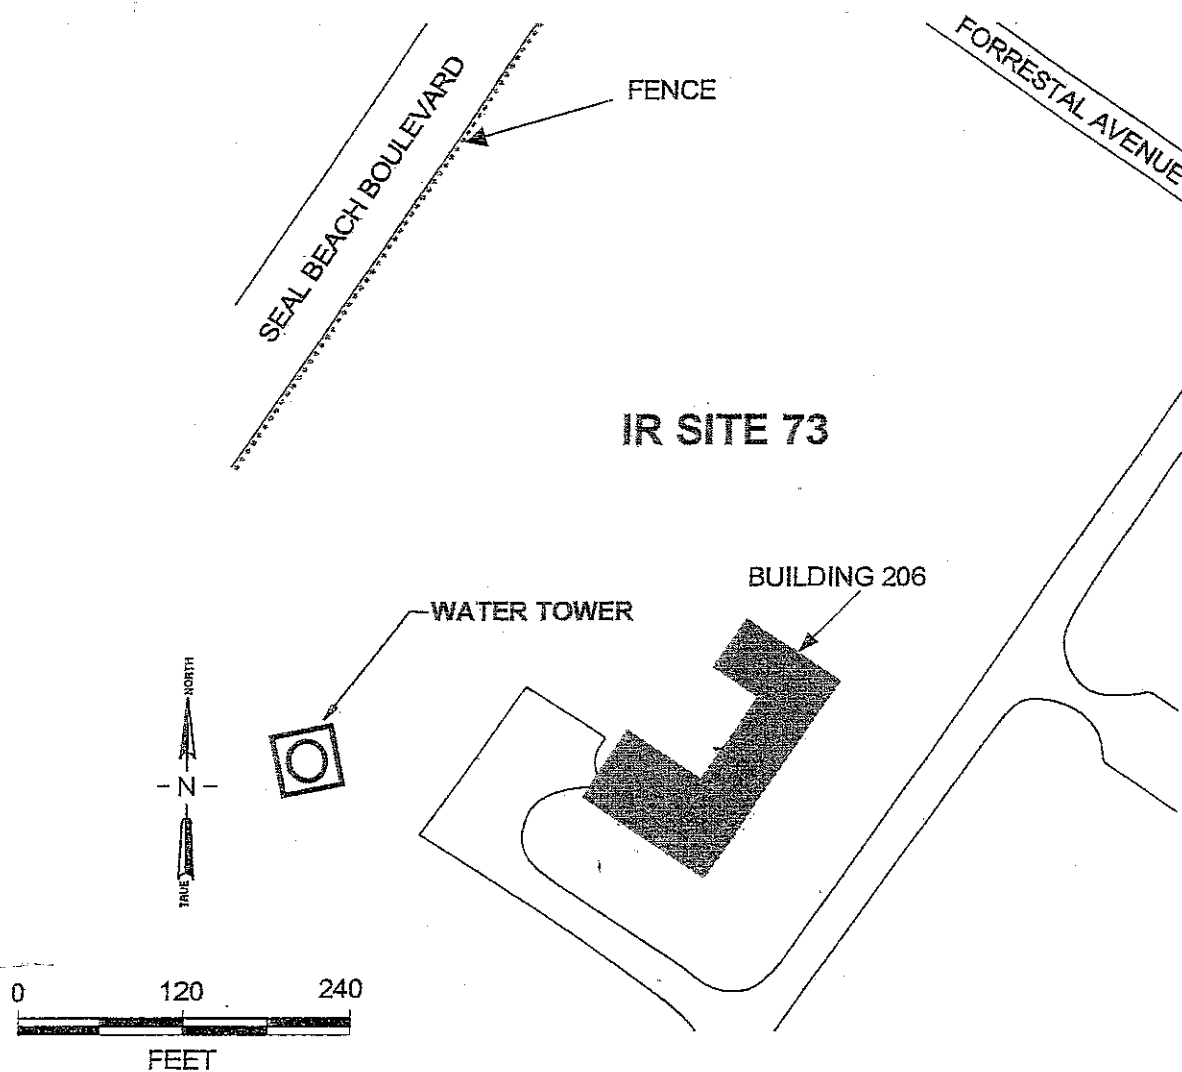 FORRESTAL AVENUE
SEAL BEACH BOULEVARD
FENCE
IR SITE 73
BUILDING 206
WATER TOWER
NORTH
N
TRUE
0 120 240
FEET